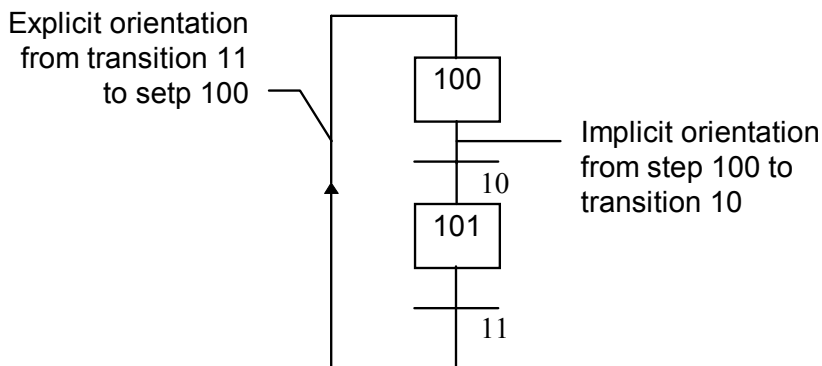 Explicit orientation
from transition 11
to setp 100
100
Implicit orientation
from step 100 to
transition 10
10
101
11